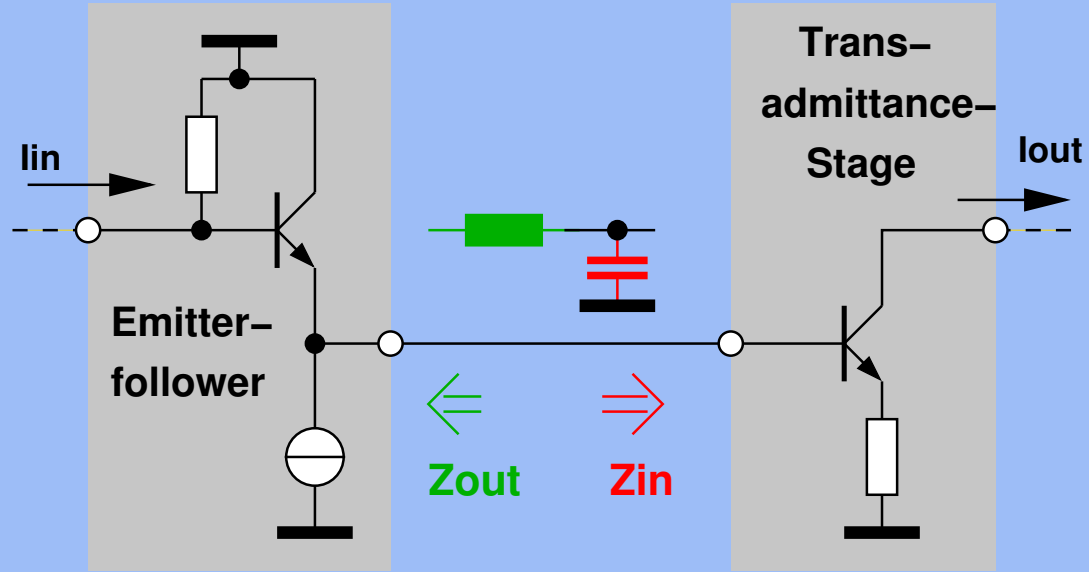 Iin
Emitter–
follower
Zout
Zin
Trans–
admittance–
Stage
Iout